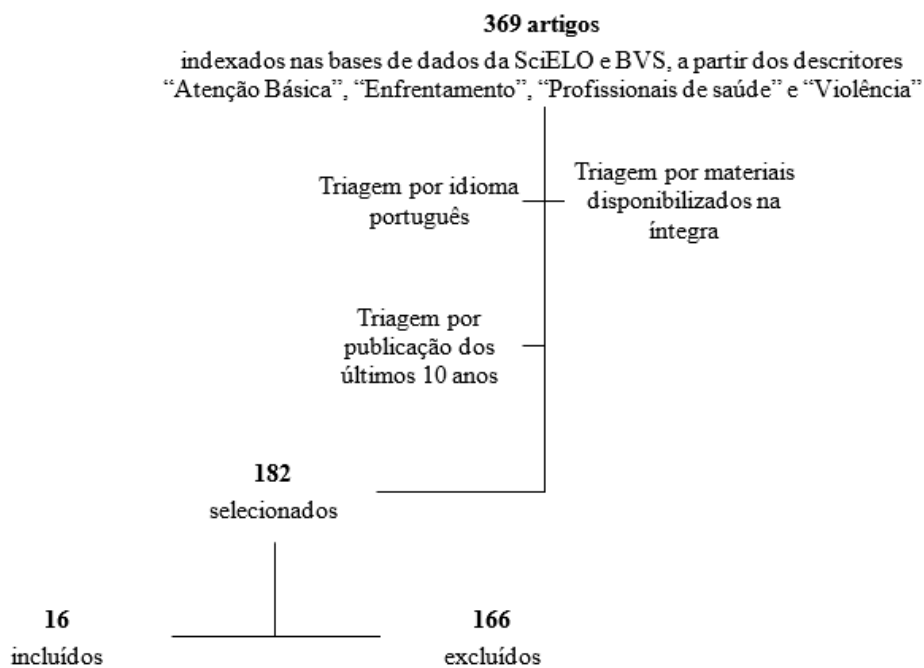 369 artigos
indexados nas bases de dados da SciELO e BVS, a partir dos descritores
“Atenção Básica”, “Enfrentamento”, “Profissionais de saúde” e “Violência”
Triagem por idioma
português
Triagem por materiais
disponibilizados na
íntegra
Triagem por
publicação dos
últimos 10 anos
182
selecionados
16
incluídos
166
excluídos